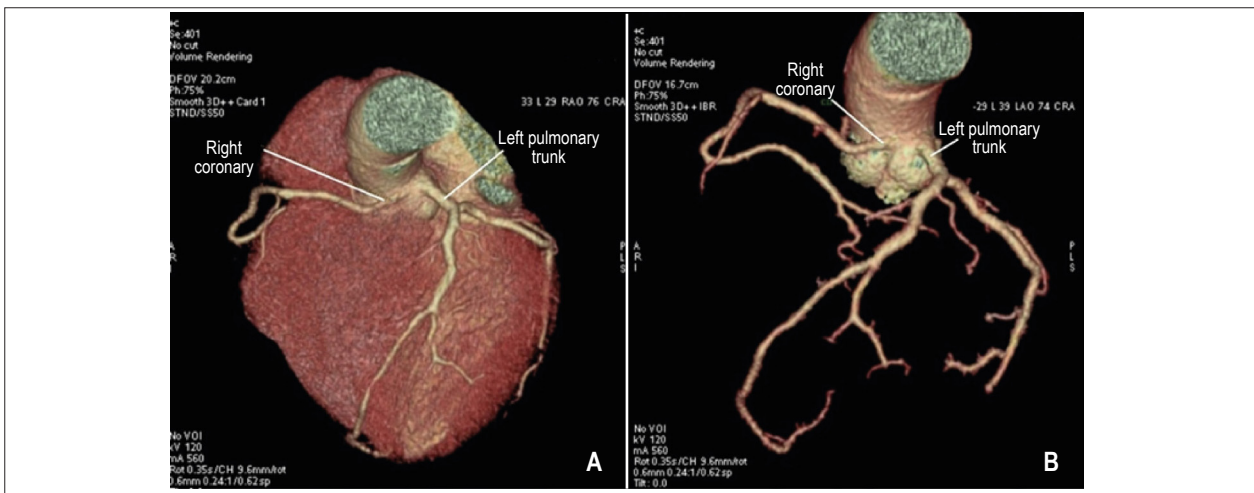 +c
Se:401
No cut
Volume Rendering
DFOV 20.2cm
Ph:75%
Smooth 3D++ Card 1
STND/SS50
33 L 29 RAO 76 CRA
Right
coronary
Left pulmonary
trunk
A
R
I
P
L
S
No VOI
kV 120
mA 560
Rot 0.35s/CH 9.6mm/rot
0.6mm 0.24:1/0.62sp
A
+c
Se:401
No cut
Volume Rendering
DFOV 16.7cm
Ph:75%
Smooth 3D++ IBR
STND/SS50
-29 L 39 LAO 74 CRA
Right
coronary
Left pulmonary
trunk
A
R
I
P
L
S
No VOI
kV 120
mA 560
Rot 0.35s/CH 9.6mm/rot
0.6mm 0.24:1/0.62sp
Tilt: 0.0
B